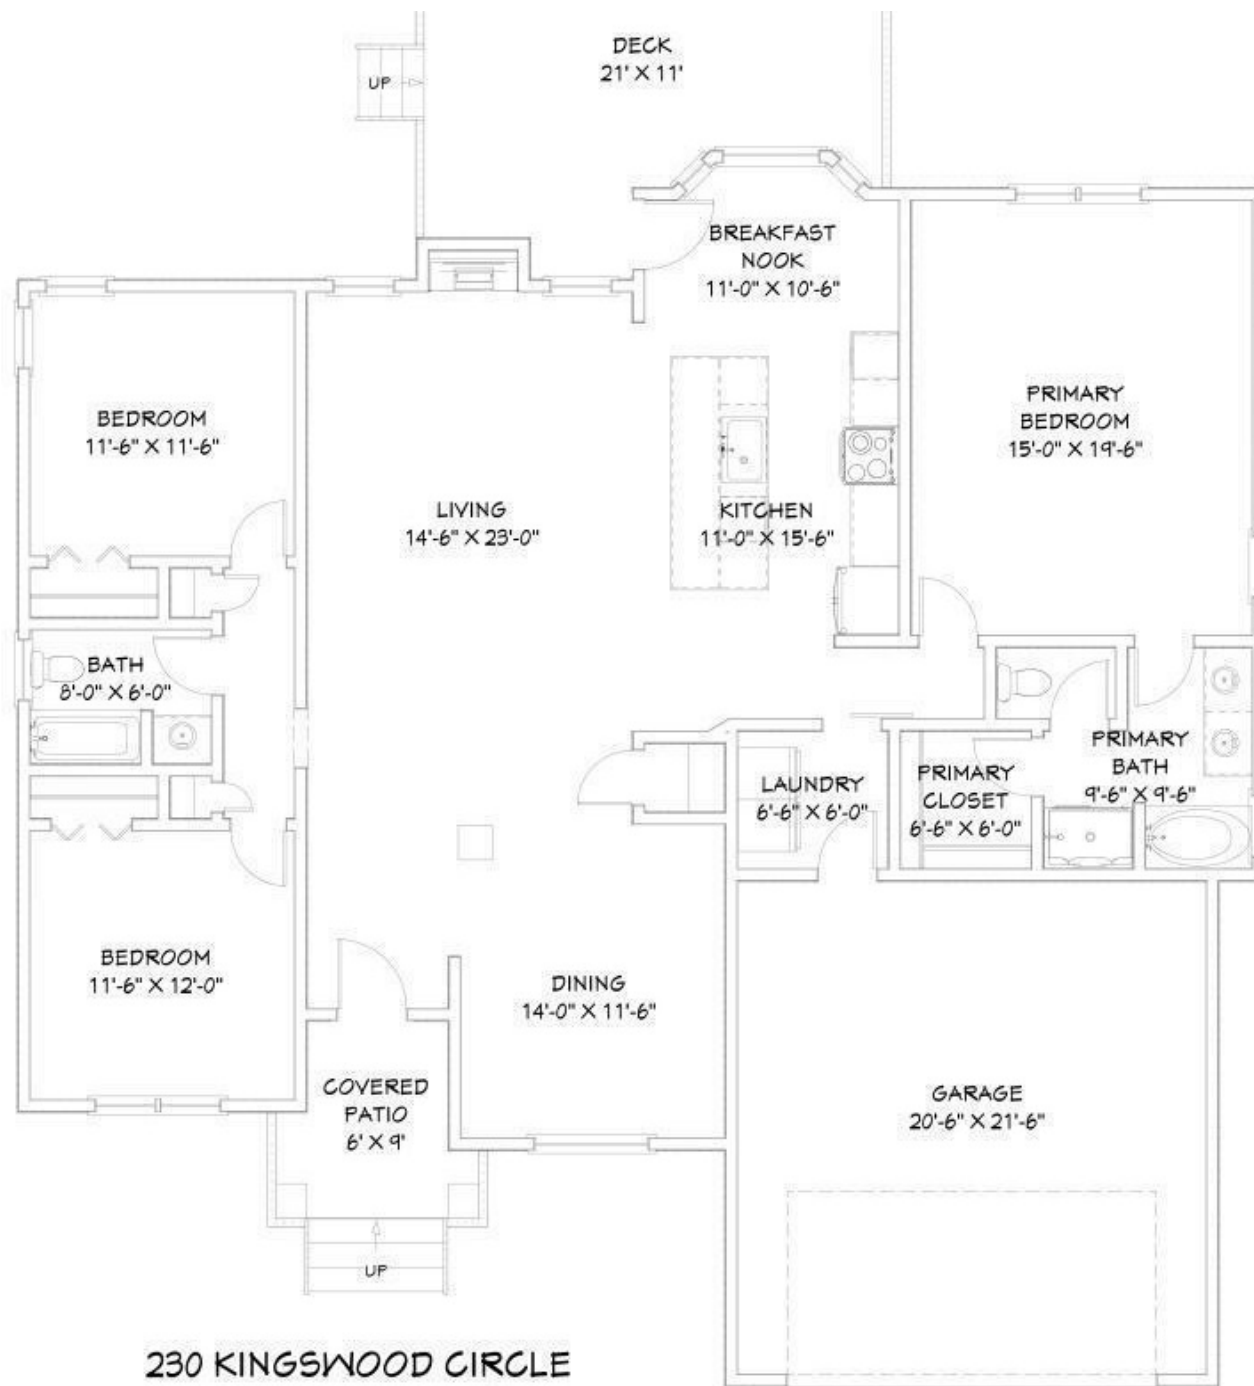 DECK
21' X 11'
UP
BREAKFAST
NOOK
11'-0" X 10'-6"
BEDROOM
11'-6" X 11'-6"
PRIMARY
BEDROOM
15'-0" X 19'-6"
LIVING
14'-6" X 23'-0"
KITCHEN
11'-0" X 15'-6"
BATH
8'-0" X 6'-0"
LAUNDRY
6'-6" X 6'-0"
PRIMARY
CLOSET
6'-6" X 6'-0"
PRIMARY
BATH
9'-6" X 9'-6"
BEDROOM
11'-6" X 12'-0"
DINING
14'-0" X 11'-6"
COVERED
PATIO
6' X 9'
GARAGE
20'-6" X 21'-6"
UP
230 KINGSWOOD CIRCLE